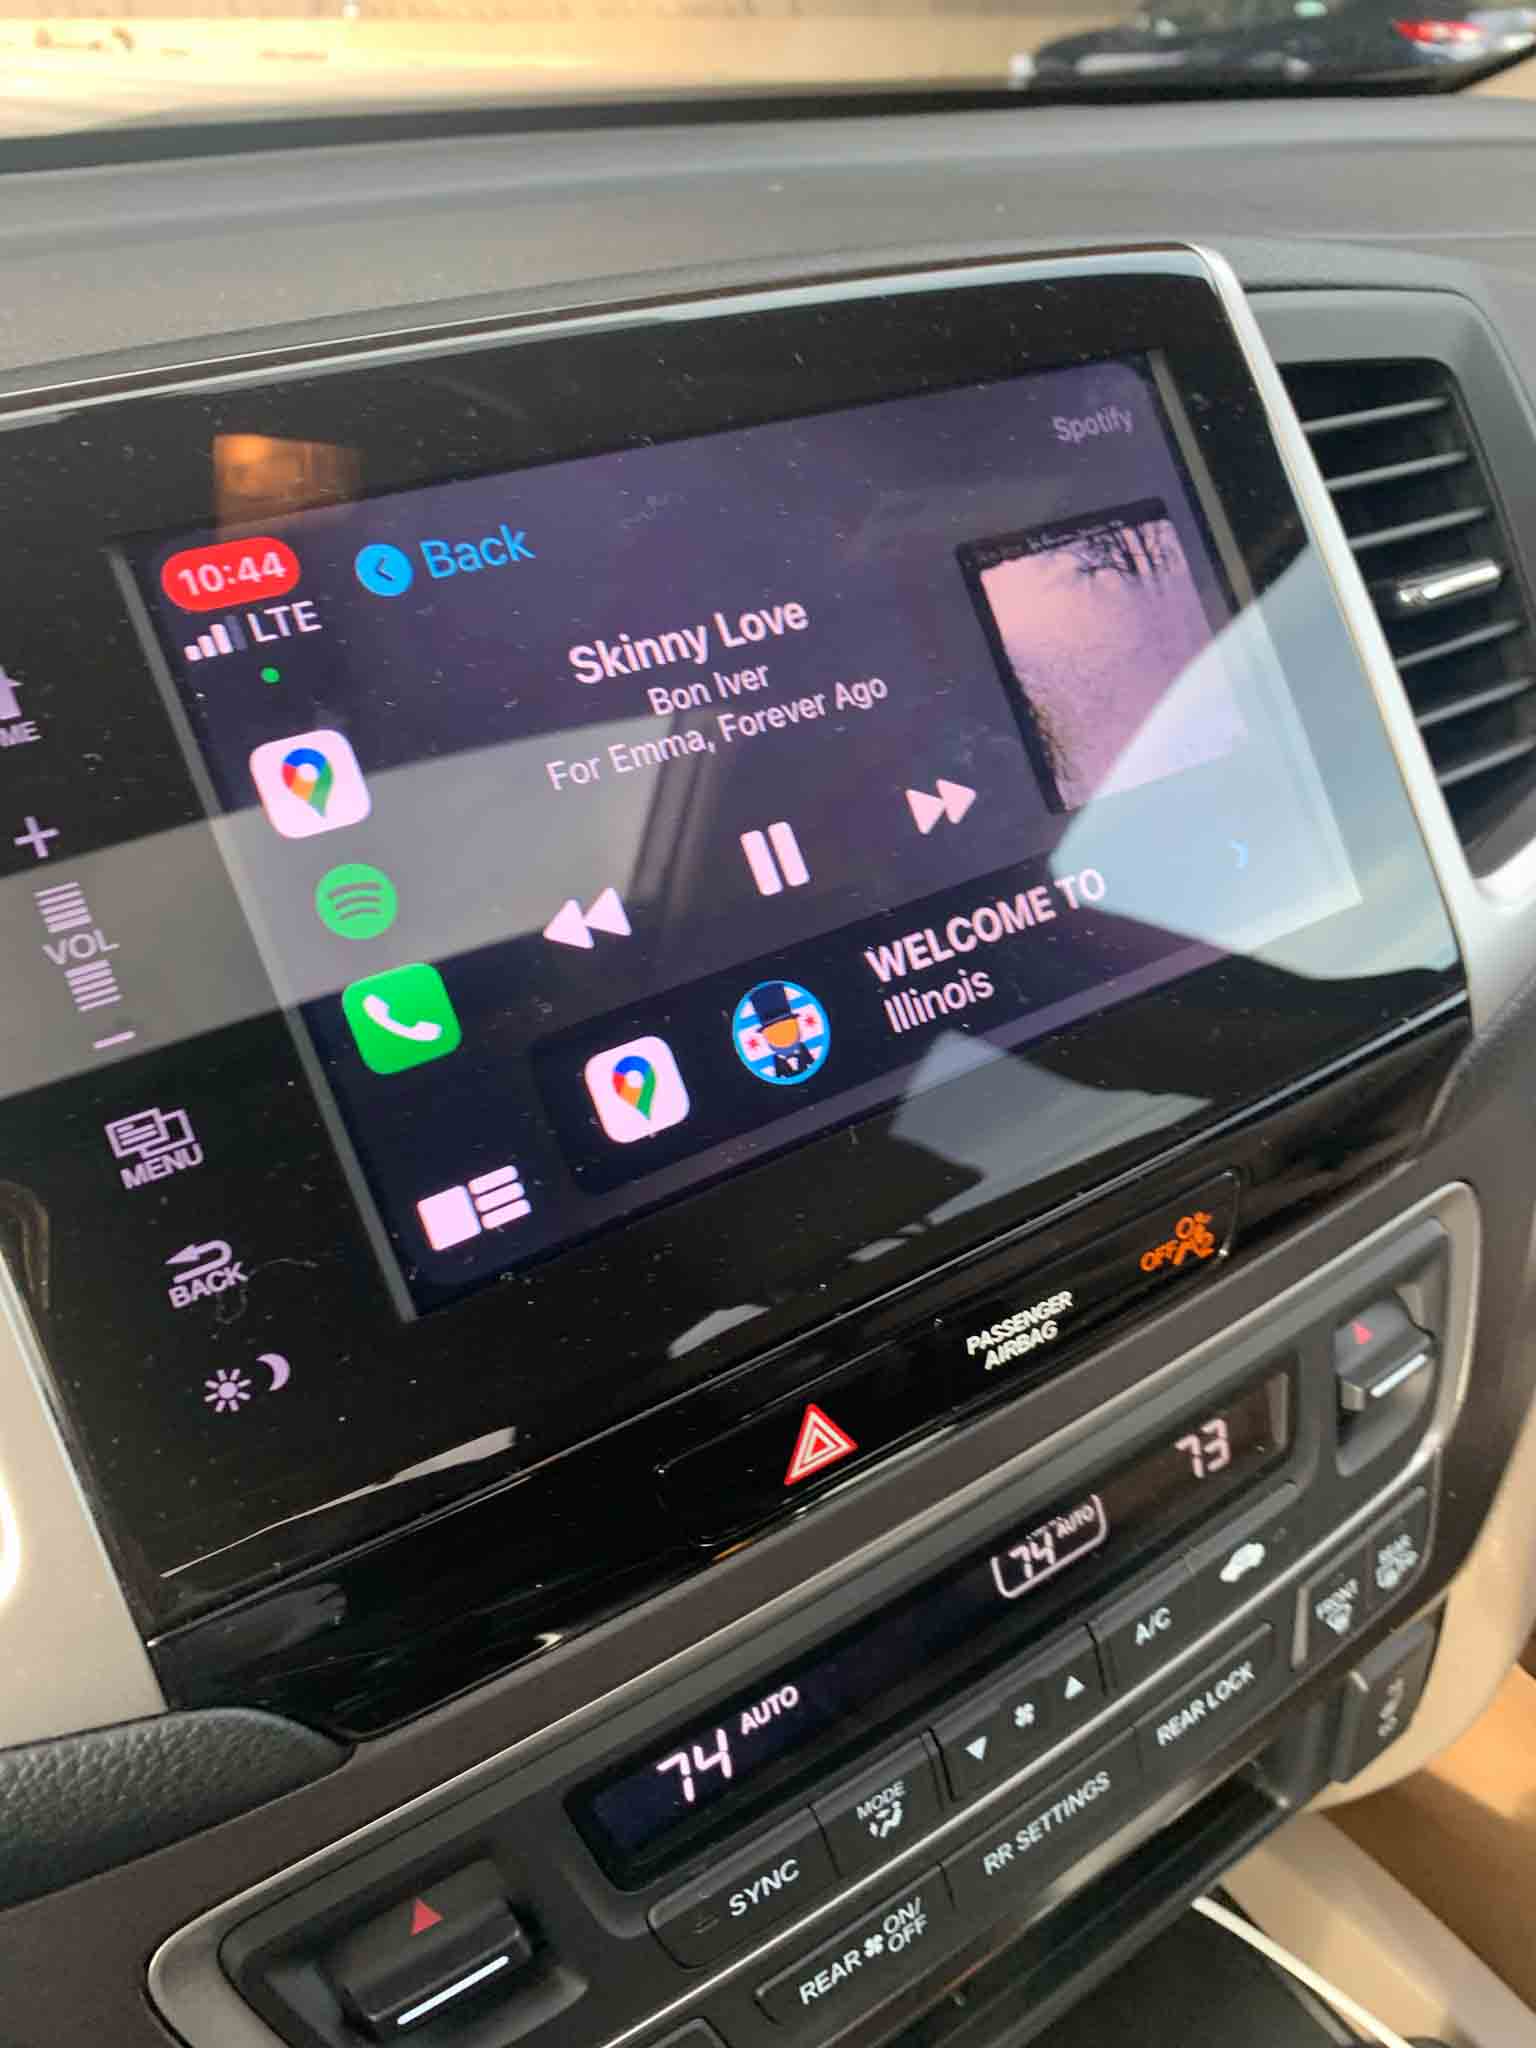 Spotify
10:44
Back
LTE
Skinny Love
Bon Iver
For Emma, Forever Ago
WELCOME TO
Illinois
ME
+
VOL
-
MENU
BACK
OFF
2
PASSENGER
AIRBAG
73
74 AUTO
74 AUTO
A/C
FRONT
REAR
MODE
SYNC
REAR LOCK
RR SETTINGS
REAR ON/
OFF